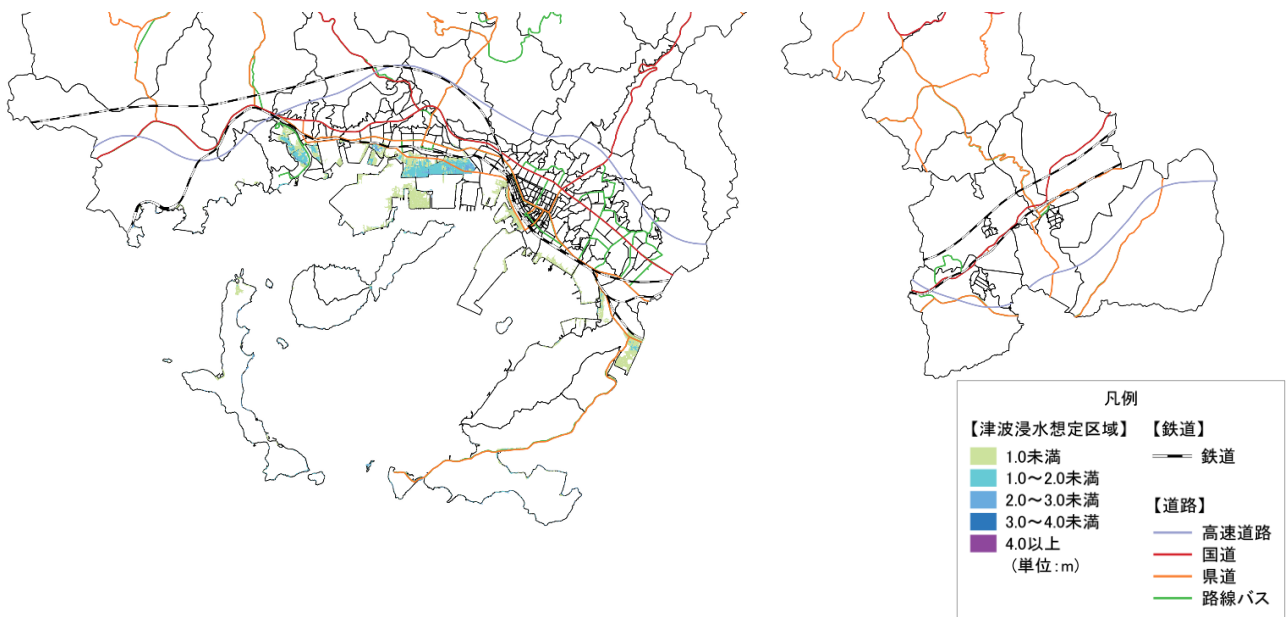 凡例
【津波浸水想定区域】
1.0未満
1.0～2.0未満
2.0～3.0未満
3.0～4.0未満
4.0以上
(単位:m)
【鉄道】
鉄道
【道路】
高速道路
国道
県道
路線バス